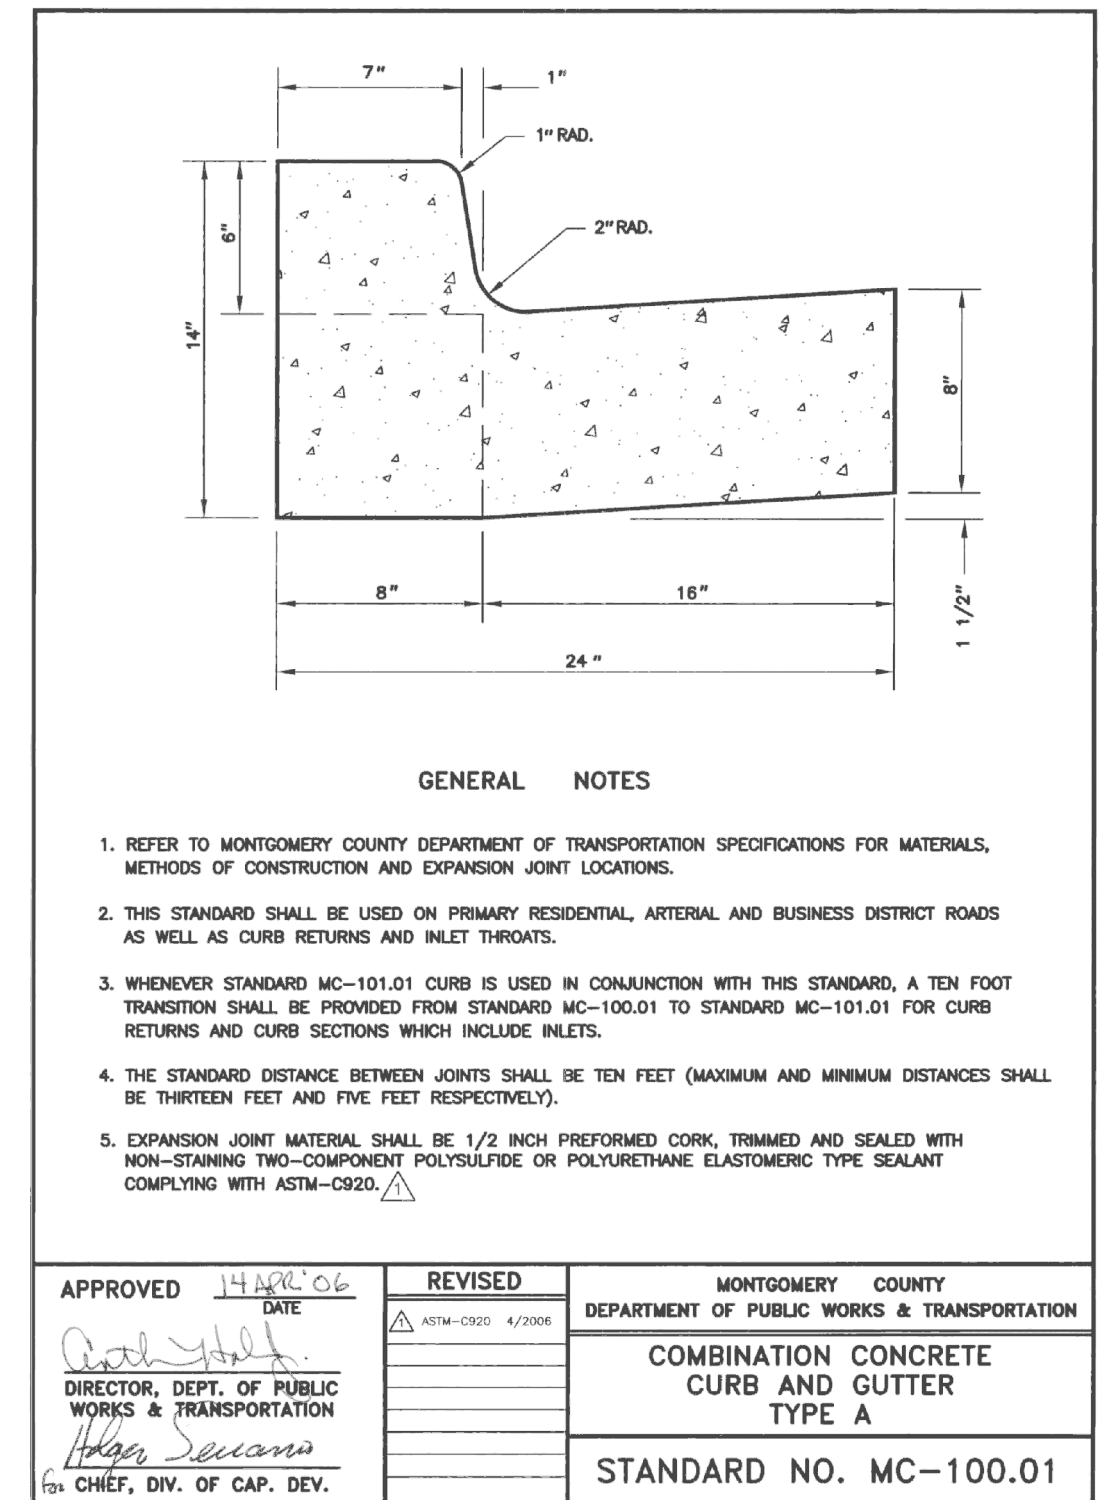 7"
1"
1" RAD.
2" RAD.
6"
14"
8"
8"
16"
1 1/2"
24 "
GENERAL NOTES
1. REFER TO MONTGOMERY COUNTY DEPARTMENT OF TRANSPORTATION SPECIFICATIONS FOR MATERIALS,
METHODS OF CONSTRUCTION AND EXPANSION JOINT LOCATIONS.
2. THIS STANDARD SHALL BE USED ON PRIMARY RESIDENTIAL, ARTERIAL AND BUSINESS DISTRICT ROADS
AS WELL AS CURB RETURNS AND INLET THROATS.
3. WHENEVER STANDARD MC-101.01 CURB IS USED IN CONJUNCTION WITH THIS STANDARD, A TEN FOOT
TRANSITION SHALL BE PROVIDED FROM STANDARD MC-100.01 TO STANDARD MC-101.01 FOR CURB
RETURNS AND CURB SECTIONS WHICH INCLUDE INLETS.
4. THE STANDARD DISTANCE BETWEEN JOINTS SHALL BE TEN FEET (MAXIMUM AND MINIMUM DISTANCES SHALL
BE THIRTEEN FEET AND FIVE FEET RESPECTIVELY).
5. EXPANSION JOINT MATERIAL SHALL BE 1/2 INCH PREFORMED CORK, TRIMMED AND SEALED WITH
NON-STAINING TWO-COMPONENT POLYSULFIDE OR POLYURETHANE ELASTOMERIC TYPE SEALANT
COMPLYING WITH ASTM-C920. 1
APPROVED 14 APR '06
DATE
DIRECTOR, DEPT. OF PUBLIC
WORKS & TRANSPORTATION
for CHIEF, DIV. OF CAP. DEV.
REVISED
1 ASTM-C920 4/2006
MONTGOMERY COUNTY
DEPARTMENT OF PUBLIC WORKS & TRANSPORTATION
COMBINATION CONCRETE
CURB AND GUTTER
TYPE A
STANDARD NO. MC-100.01